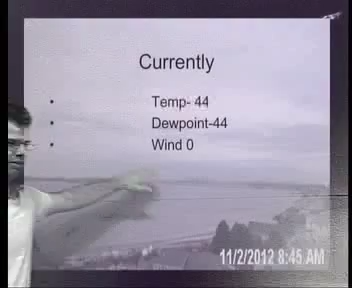 Currently
• Temp- 44
• Dewpoint-44
• Wind 0
11/2/2012 8:45 AM